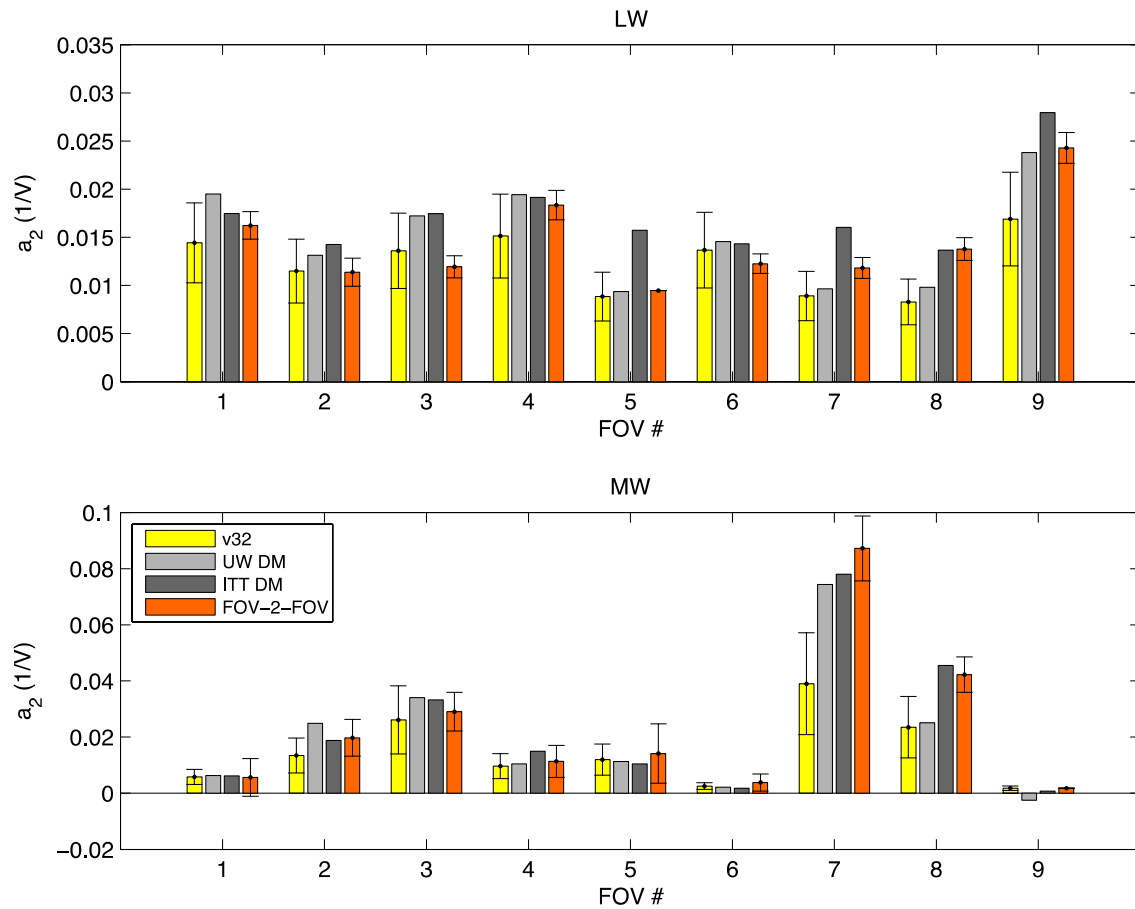 LW
0.035
0.03
0.025
0.02
0.015
0.01
0.005
0
a2 (1/V)
1 2 3 4 5 6 7 8 9
FOV #
MW
0.1
0.08
0.06
0.04
0.02
0
−0.02
a2 (1/V)
v32
UW DM
ITT DM
FOV−2−FOV
1 2 3 4 5 6 7 8 9
FOV #